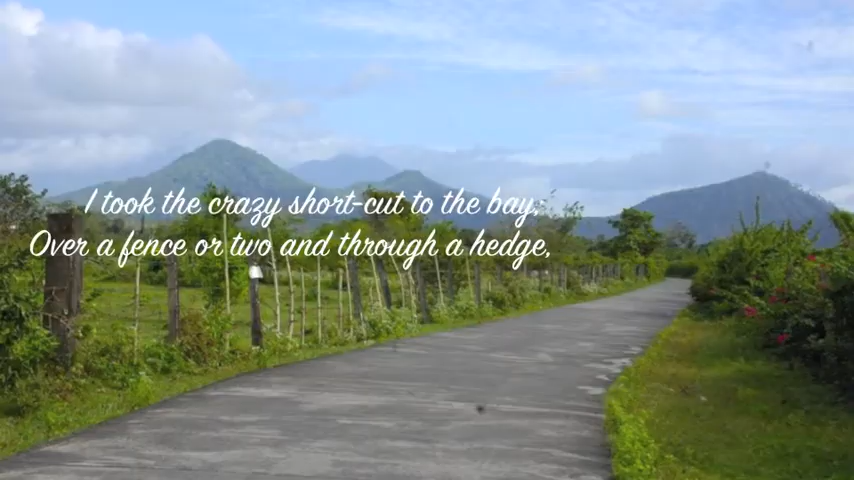 I took the crazy short-cut to the bay;
Over a fence or two and through a hedge,